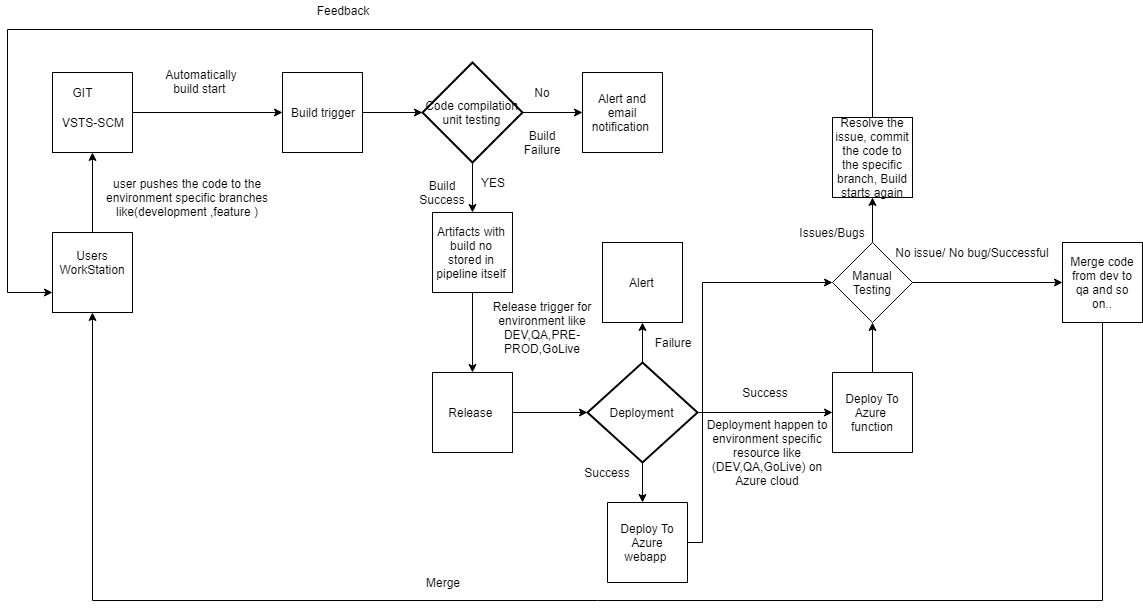 Feedback
GIT
VSTS-SCM
Automatically
build start
Build trigger
Code compilation
unit testing
No
Build
Failure
Alert and
email
notification
Resolve the
issue, commit
the code to
the specific
branch, Build
starts again
user pushes the code to the
environment specific branches
like(development ,feature )
Build
Success
YES
Users
WorkStation
Artifacts with
build no
stored in
pipeline itself
Alert
Issues/Bugs
No issue/ No bug/Successful
Manual
Testing
Merge code
from dev to
qa and so
on..
Release trigger for
environment like
DEV,QA,PRE-
PROD,GoLive
Failure
Release
Deployment
Success
Deployment happen to
environment specific
resource like
(DEV,QA,GoLive) on
Azure cloud
Deploy To
Azure
function
Success
Deploy To
Azure
webapp
Merge